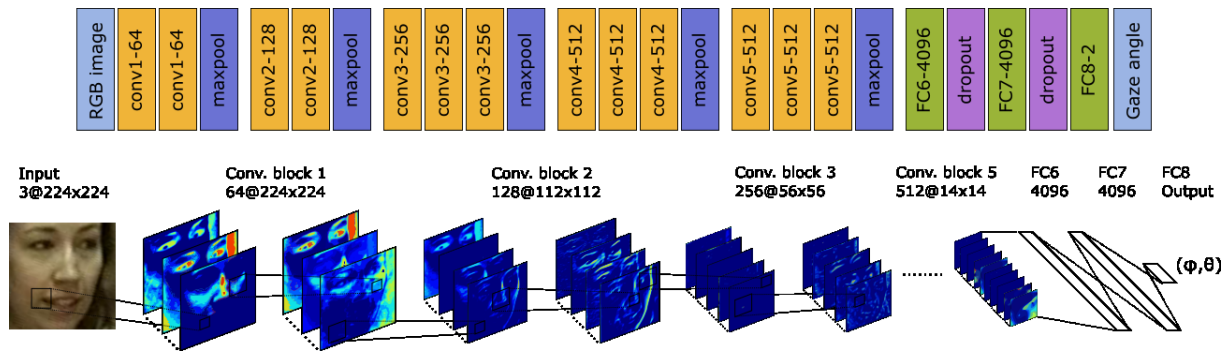 RGB image
conv1-64
conv1-64
maxpool
conv2-128
conv2-128
maxpool
conv3-256
conv3-256
conv3-256
maxpool
conv4-512
conv4-512
conv4-512
maxpool
conv5-512
conv5-512
conv5-512
maxpool
FC6-4096
dropout
FC7-4096
dropout
FC8-2
Gaze angle
Input
3@224x224
Conv. block 1
64@224x224
Conv. block 2
128@112x112
Conv. block 3
256@56x56
Conv. block 5
512@14x14
FC6
4096
FC7
4096
FC8
Output
(φ,θ)